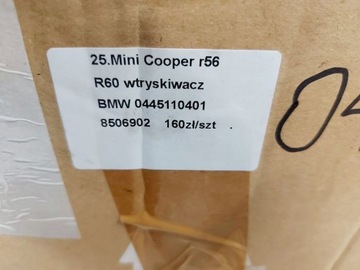 25.Mini Cooper r56
R60 wtryskiwacz
BMW 0445110401
8506902 160zł/szt .